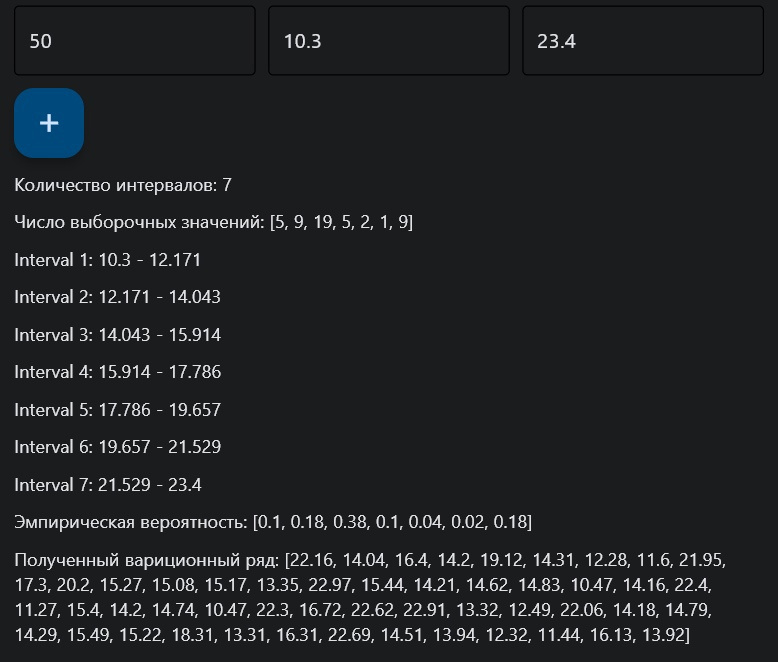 50 10.3 23.4
+
Количество интервалов: 7
Число выборочных значений: [5, 9, 19, 5, 2, 1, 9]
Interval 1: 10.3 - 12.171
Interval 2: 12.171 - 14.043
Interval 3: 14.043 - 15.914
Interval 4: 15.914 - 17.786
Interval 5: 17.786 - 19.657
Interval 6: 19.657 - 21.529
Interval 7: 21.529 - 23.4
Эмпирическая вероятность: [0.1, 0.18, 0.38, 0.1, 0.04, 0.02, 0.18]
Полученный вариционный ряд: [22.16, 14.04, 16.4, 14.2, 19.12, 14.31, 12.28, 11.6, 21.95,
17.3, 20.2, 15.27, 15.08, 15.17, 13.35, 22.97, 15.44, 14.21, 14.62, 14.83, 10.47, 14.16, 22.4,
11.27, 15.4, 14.2, 14.74, 10.47, 22.3, 16.72, 22.62, 22.91, 13.32, 12.49, 22.06, 14.18, 14.79,
14.29, 15.49, 15.22, 18.31, 13.31, 16.31, 22.69, 14.51, 13.94, 12.32, 11.44, 16.13, 13.92]